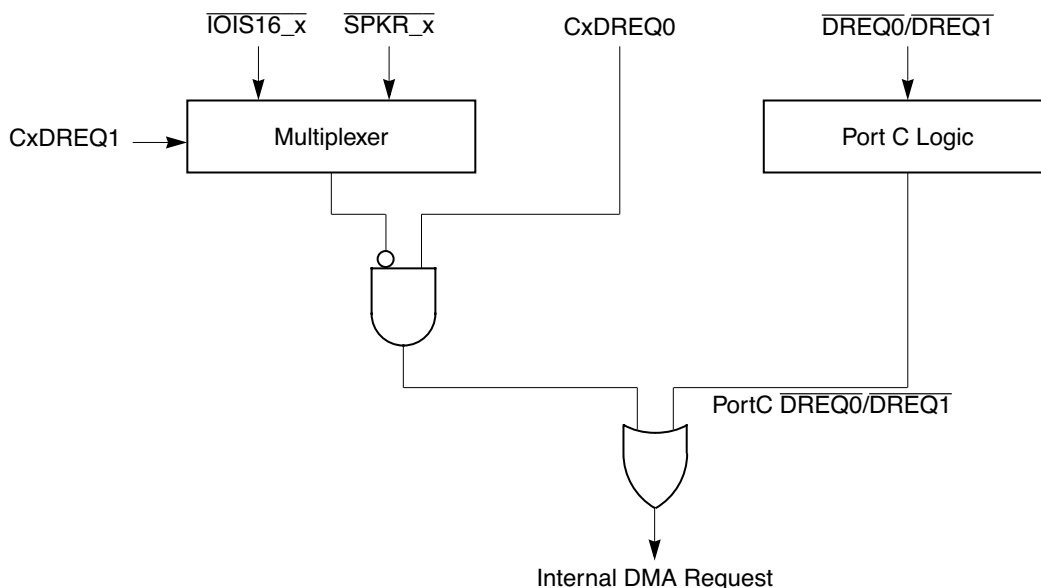 IOIS16_x SPKR_x CxDREQ0 DREQ0/DREQ1
CxDREQ1 Multiplexer Port C Logic
PortC DREQ0/DREQ1
Internal DMA Request